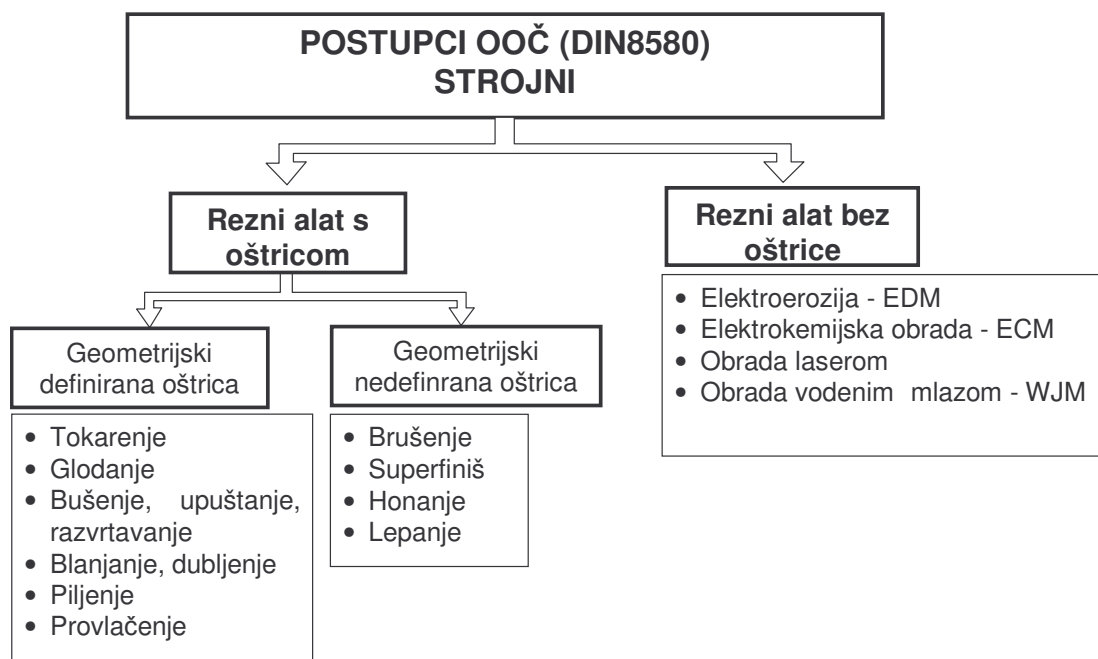 POSTUPCI OOČ (DIN8580)
STROJNI
Rezni alat s
oštricom
Rezni alat bez
oštrice
• Elektroerozija - EDM
• Elektrokemijska obrada - ECM
• Obrada laserom
• Obrada vodenim mlazom - WJM
Geometrijski
definirana oštrica
Geometrijski
nedefinrana oštrica
• Tokarenje
• Glodanje
• Bušenje, upuštanje,
razvrtavanje
• Blanjanje, dubljenje
• Piljenje
• Provlačenje
• Brušenje
• Superfiniš
• Honanje
• Lepanje